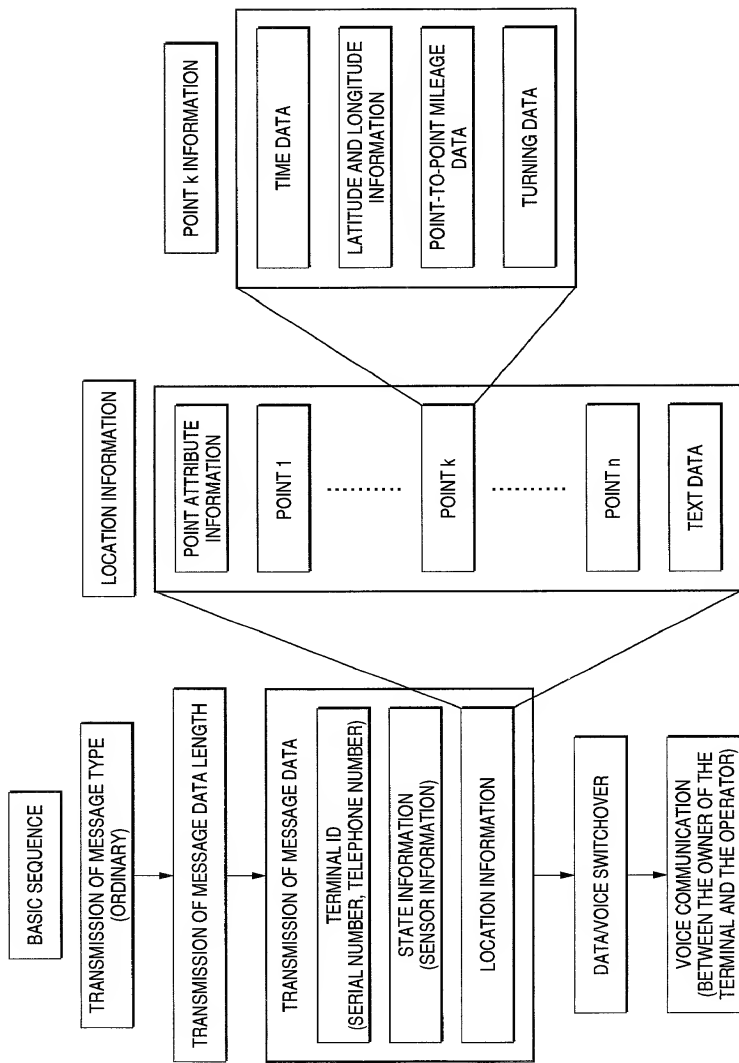 BASIC SEQUENCE
TRANSMISSION OF MESSAGE TYPE
(ORDINARY)
TRANSMISSION OF MESSAGE DATA LENGTH
TRANSMISSION OF MESSAGE DATA
TERMINAL ID
(SERIAL NUMBER, TELEPHONE NUMBER)
STATE INFORMATION
(SENSOR INFORMATION)
LOCATION INFORMATION
DATA/VOICE SWITCHOVER
VOICE COMMUNICATION
(BETWEEN THE OWNER OF THE
TERMINAL AND THE OPERATOR)
LOCATION INFORMATION
POINT ATTRIBUTE
INFORMATION
POINT 1
POINT k
POINT n
TEXT DATA
POINT k INFORMATION
TIME DATA
LATITUDE AND LONGITUDE
INFORMATION
POINT-TO-POINT MILEAGE
DATA
TURNING DATA